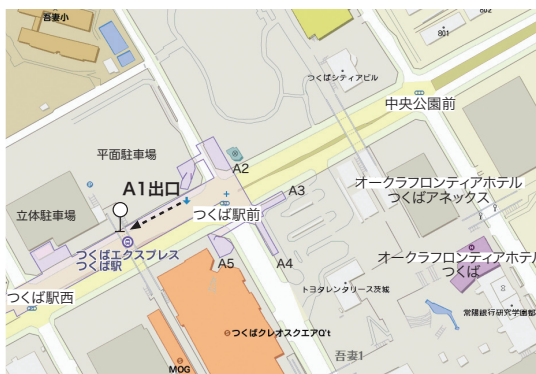 吾妻小
802
801
つくばシティアビル
中央公園前
平面駐車場
A2
A1出口
A3
オークラフロンティアホテル
つくばアネックス
立体駐車場
つくば駅前
つくばエクスプレス
つくば駅
A5
A4
オークラフロンティアホテル
つくば
トヨタレンタリース茨城
つくば駅西
常陽銀行研究学園都
つくばクレオスクエアQ't
吾妻1
MOG